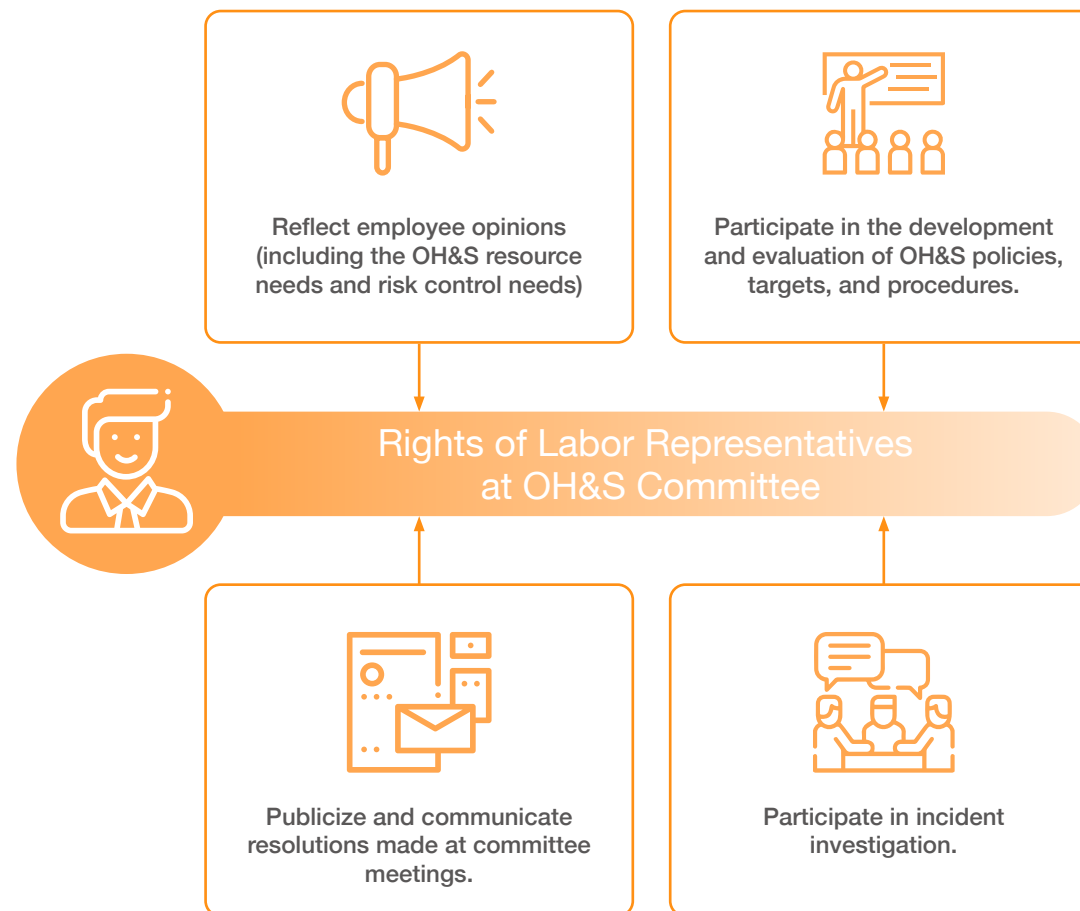 Reflect employee opinions
(including the OH&S resource
needs and risk control needs)
Participate in the development
and evaluation of OH&S policies,
targets, and procedures.
Rights of Labor Representatives
at OH&S Committee
Publicize and communicate
resolutions made at committee
meetings.
Participate in incident
investigation.